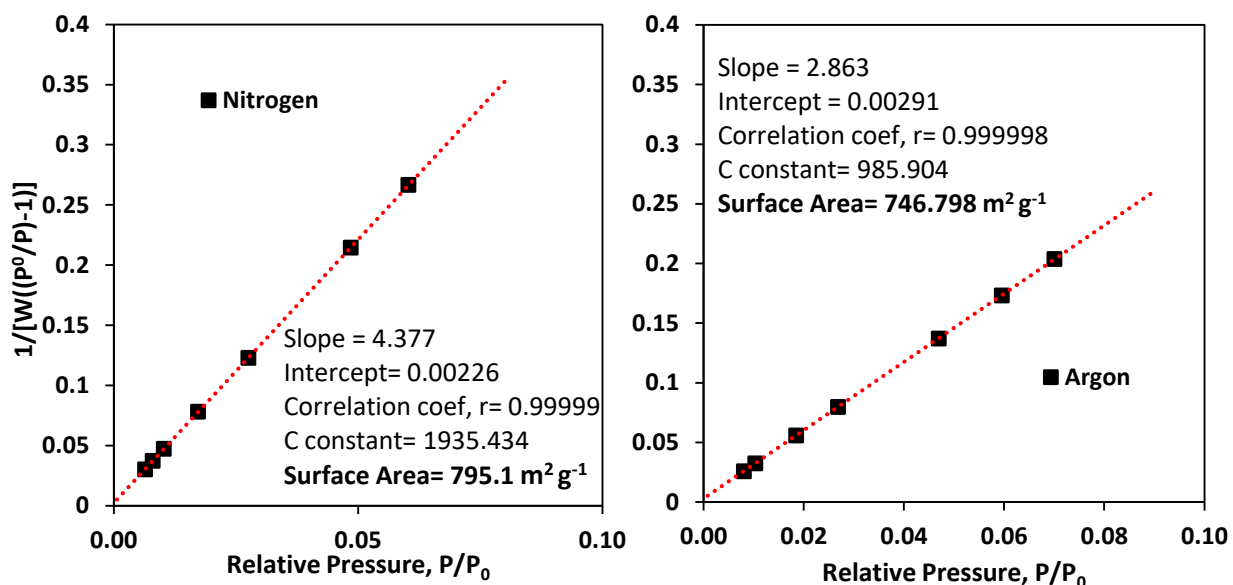 1/[W((P⁰/P)-1)]
0.4
0.35
0.3
0.25
0.2
0.15
0.1
0.05
0
Nitrogen
Slope = 4.377
Intercept= 0.00226
Correlation coef, r= 0.99999
C constant= 1935.434
Surface Area= 795.1 m² g⁻¹
0.00
0.05
0.10
Relative Pressure, P/P₀
0.4
0.35
0.3
0.25
0.2
0.15
0.1
0.05
0
Slope = 2.863
Intercept = 0.00291
Correlation coef, r= 0.999998
C constant= 985.904
Surface Area= 746.798 m² g⁻¹
Argon
0.00
0.02
0.04
0.06
0.08
0.10
Relative Pressure, P/P₀